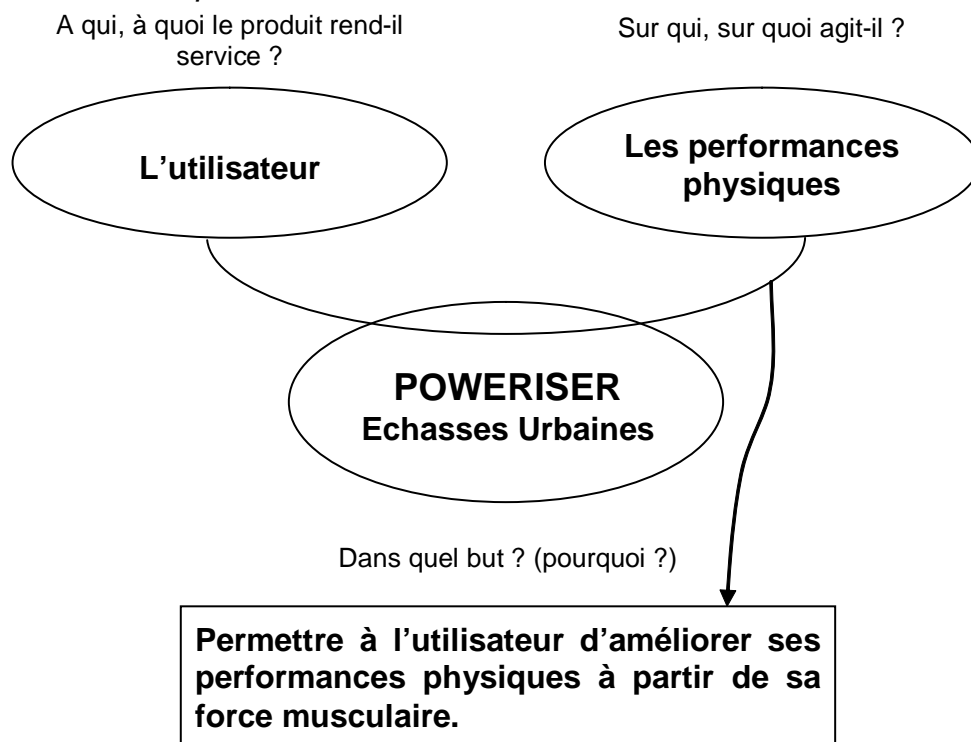 A qui, à quoi le produit rend-il
service ?
Sur qui, sur quoi agit-il ?
L’utilisateur
Les performances
physiques
POWERISER
Echasses Urbaines
Dans quel but ? (pourquoi ?)
Permettre à l’utilisateur d’améliorer ses
performances physiques à partir de sa
force musculaire.